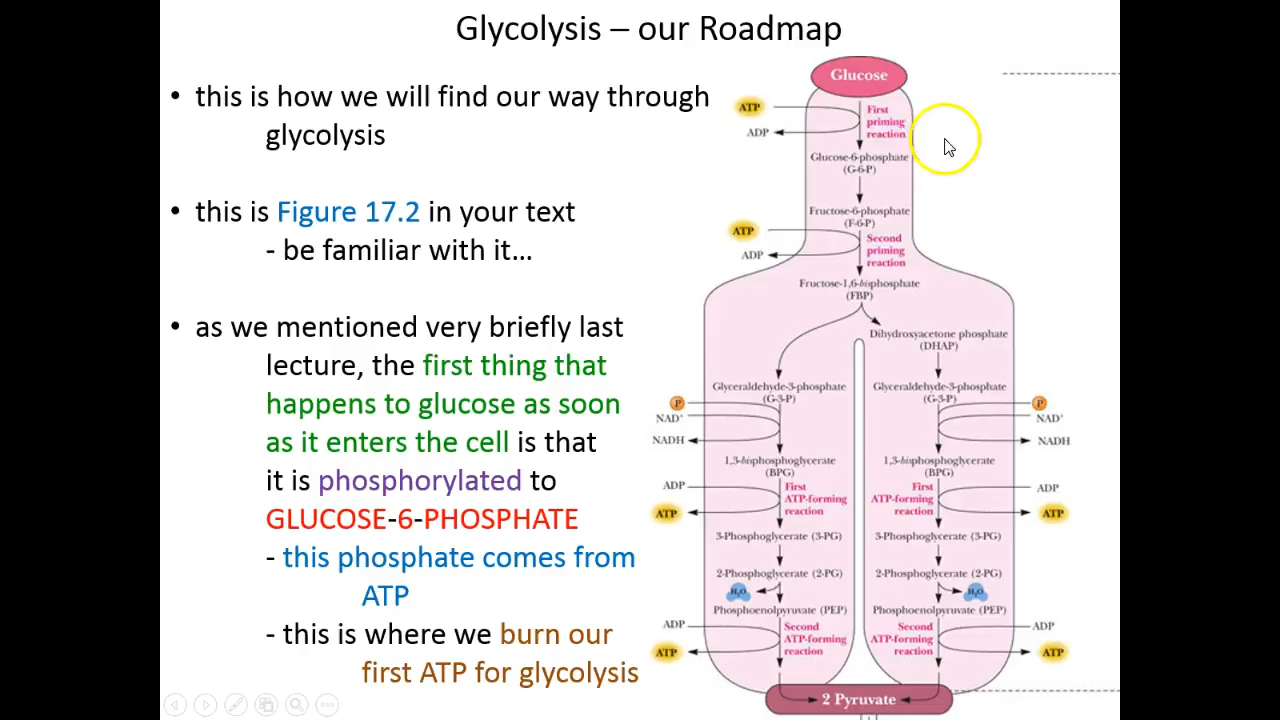 Glycolysis – our Roadmap
• this is how we will find our way through
glycolysis
• this is Figure 17.2 in your text
- be familiar with it…
• as we mentioned very briefly last
lecture, the first thing that
happens to glucose as soon
as it enters the cell is that
it is phosphorylated to
GLUCOSE-6-PHOSPHATE
- this phosphate comes from
ATP
- this is where we burn our
first ATP for glycolysis
Glucose
ATP
ADP
First
priming
reaction
Glucose-6-phosphate
(G-6-P)
Fructose-6-phosphate
(F-6-P)
ATP
ADP
Second
priming
reaction
Fructose-1,6-bisphosphate
(FBP)
Dihydroxyacetone phosphate
(DHAP)
Glyceraldehyde-3-phosphate
(G-3-P)
P
NAD⁺
NADH
1,3-bisphosphoglycerate
(BPG)
ADP
ATP
First
ATP-forming
reaction
3-Phosphoglycerate (3-PG)
2-Phosphoglycerate (2-PG)
H₂O
Phosphoenolpyruvate (PEP)
ADP
ATP
Second
ATP-forming
reaction
Glyceraldehyde-3-phosphate
(G-3-P)
P
NAD⁺
NADH
1,3-bisphosphoglycerate
(BPG)
First
ATP-forming
reaction
ADP
ATP
3-Phosphoglycerate (3-PG)
2-Phosphoglycerate (2-PG)
H₂O
Phosphoenolpyruvate (PEP)
Second
ATP-forming
reaction
ADP
ATP
2 Pyruvate